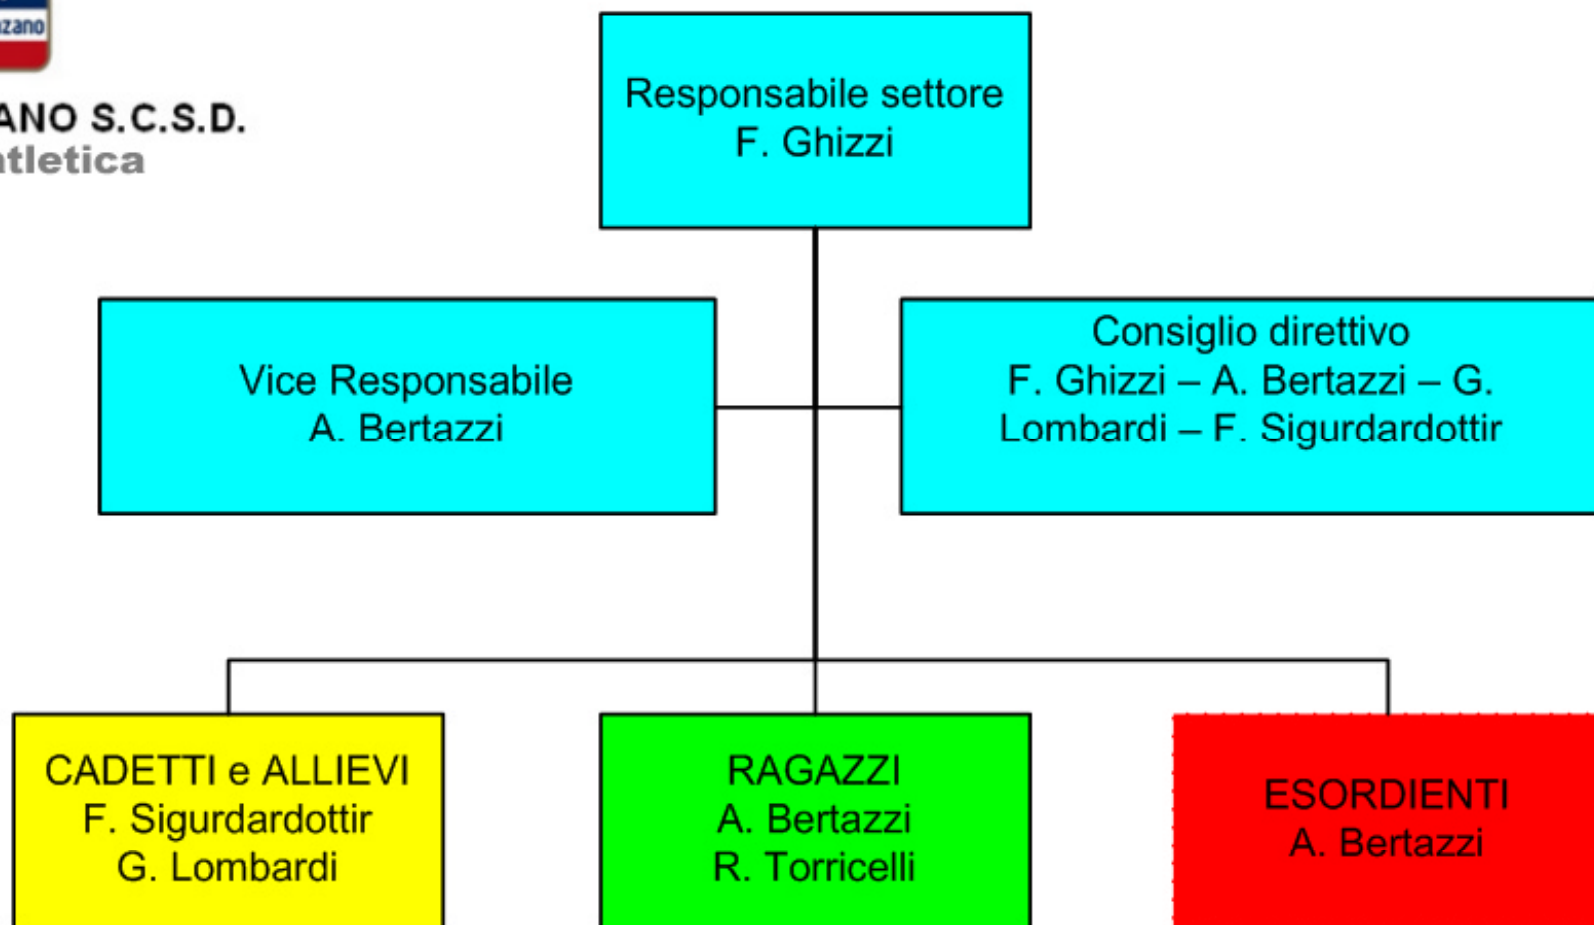 zano
ANO S.C.S.D.
atletica
Responsabile settore
F. Ghizzi
Vice Responsabile
A. Bertazzi
Consiglio direttivo
F. Ghizzi – A. Bertazzi – G.
Lombardi – F. Sigurdardottir
CADETTI e ALLIEVI
F. Sigurdardottir
G. Lombardi
RAGAZZI
A. Bertazzi
R. Torricelli
ESORDIENTI
A. Bertazzi